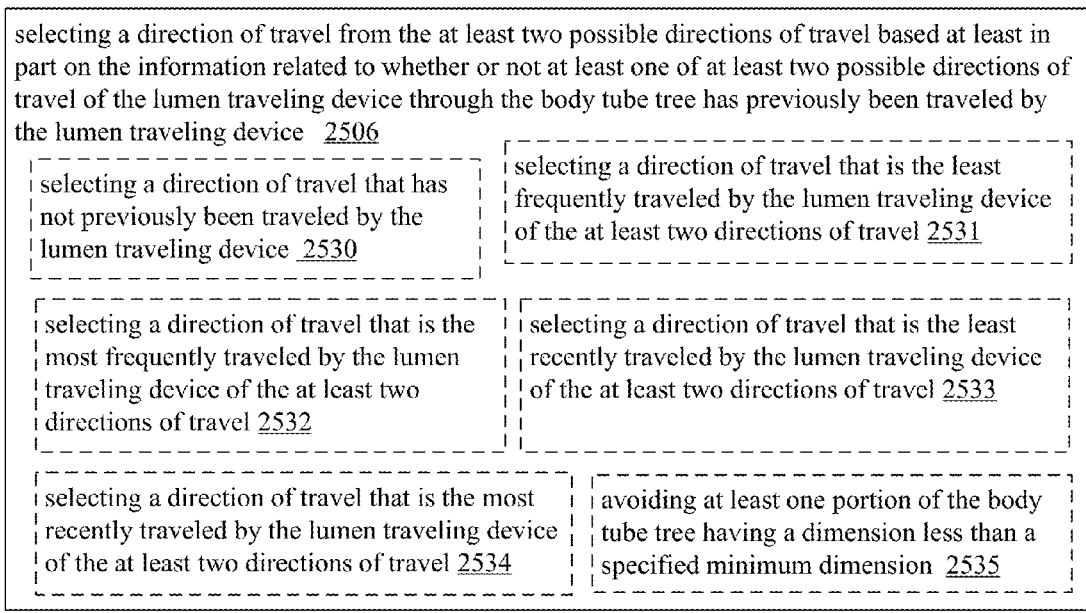 selecting a direction of travel from the at least two possible directions of travel based at least in
part on the information related to whether or not at least one of at least two possible directions of
travel of the lumen traveling device through the body tube tree has previously been traveled by
the lumen traveling device 2506
selecting a direction of travel that has
not previously been traveled by the
lumen traveling device 2530
selecting a direction of travel that is the least
frequently traveled by the lumen traveling device
of the at least two directions of travel 2531
selecting a direction of travel that is the
most frequently traveled by the lumen
traveling device of the at least two
directions of travel 2532
selecting a direction of travel that is the least
recently traveled by the lumen traveling device
of the at least two directions of travel 2533
selecting a direction of travel that is the most
recently traveled by the lumen traveling device
of the at least two directions of travel 2534
avoiding at least one portion of the body
tube tree having a dimension less than a
specified minimum dimension 2535